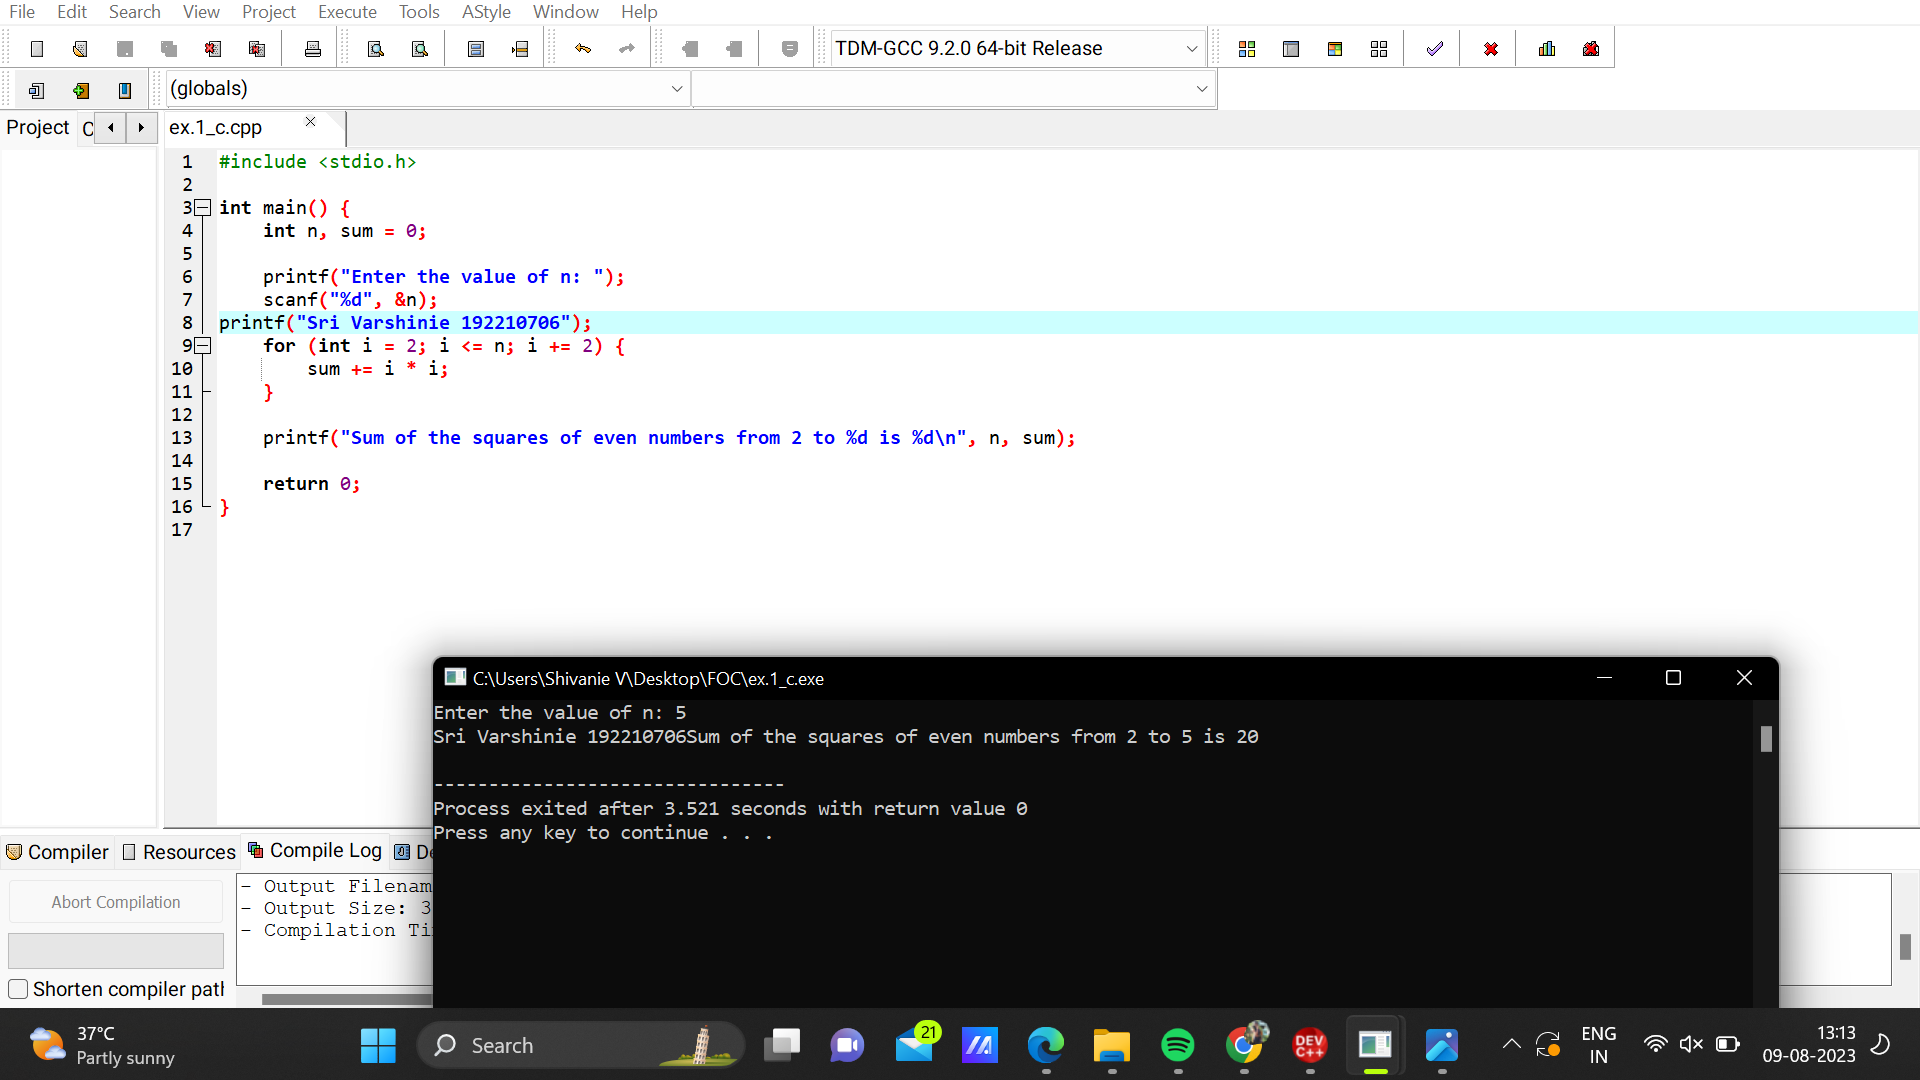 File Edit Search View Project Execute Tools AStyle Window Help
TDM-GCC 9.2.0 64-bit Release
(globals)
Project
ex.1_c.cpp
1 #include <stdio.h>
2
3 int main() {
4 int n, sum = 0;
5
6 printf("Enter the value of n: ");
7 scanf("%d", &n);
8 printf("Sri Varshinie 192210706");
9 for (int i = 2; i <= n; i += 2) {
10 sum += i * i;
11 }
12
13 printf("Sum of the squares of even numbers from 2 to %d is %d\n", n, sum);
14
15 return 0;
16 }
17
C:\Users\Shivanie V\Desktop\FOC\ex.1_c.exe
Enter the value of n: 5
Sri Varshinie 192210706Sum of the squares of even numbers from 2 to 5 is 20
--------------------------------
Process exited after 3.521 seconds with return value 0
Press any key to continue . . .
Compiler Resources Compile Log
Abort Compilation
Shorten compiler path
- Output Filenam
- Output Size: 3
- Compilation Ti
37°C
Partly sunny
Search
21
DEV C++
ENG
IN
13:13
09-08-2023